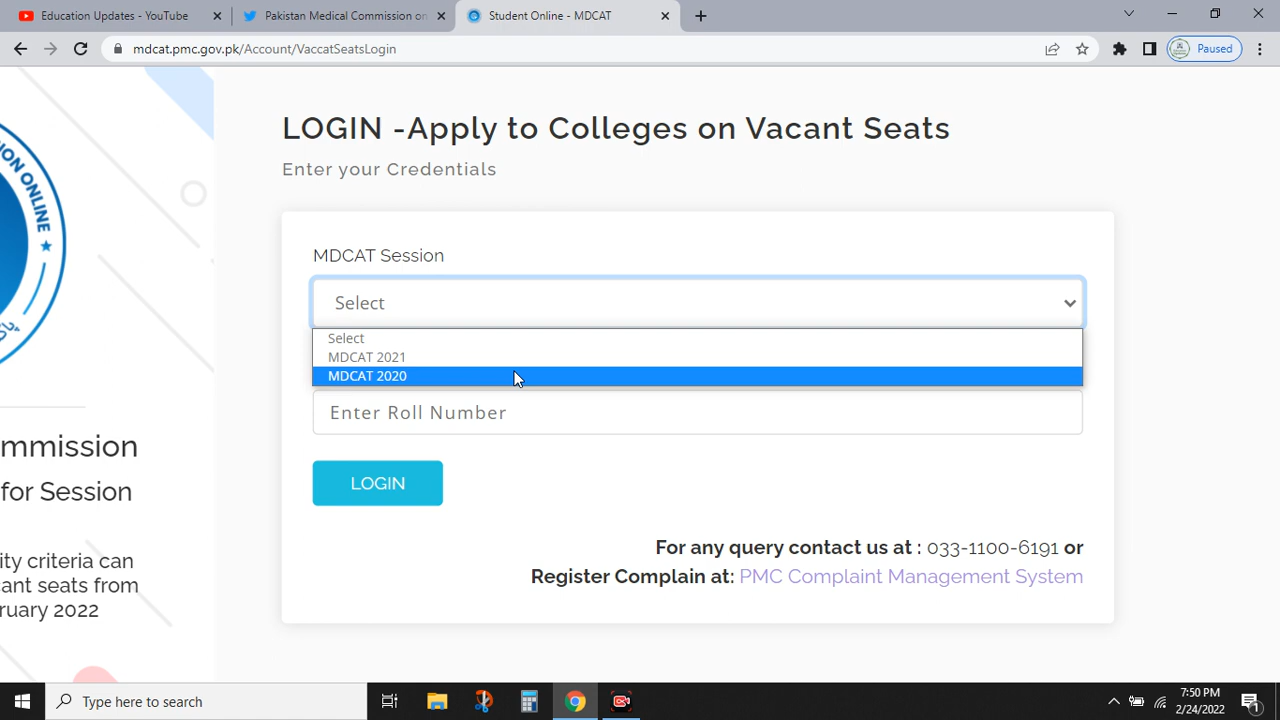 Education Updates - YouTube
Pakistan Medical Commission on
Student Online - MDCAT
mdcat.pmc.gov.pk/Account/VaccatSeatsLogin
Paused
ION ONLINE
mmission
for Session
ity criteria can
cant seats from
ruary 2022
LOGIN -Apply to Colleges on Vacant Seats
Enter your Credentials
MDCAT Session
Select
Select
MDCAT 2021
MDCAT 2020
Enter Roll Number
LOGIN
For any query contact us at : 033-1100-6191 or
Register Complain at: PMC Complaint Management System
Type here to search
7:50 PM
2/24/2022
1